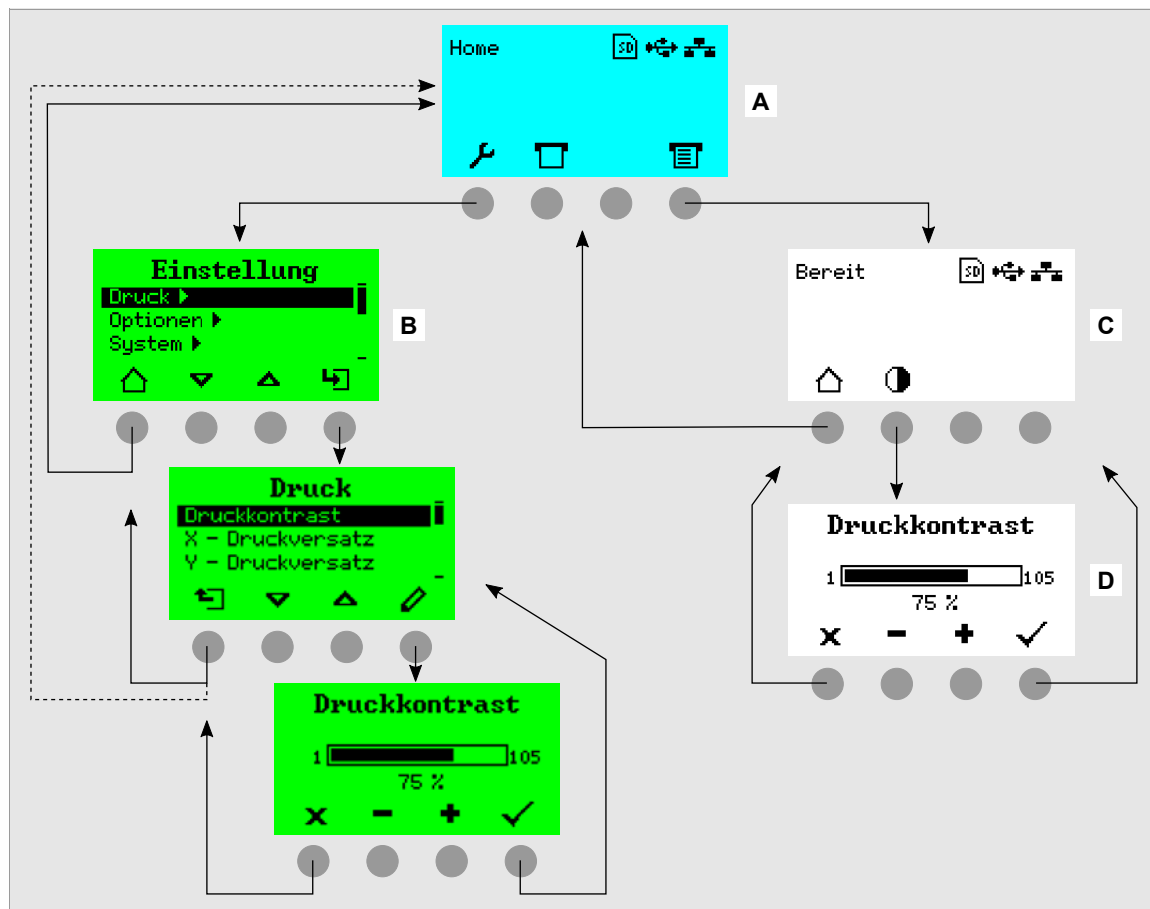 Home
SD
A
Einstellung
Druck
Optionen
System
B
Bereit
SD
C
Druck
Druckkontrast
X - Druckversatz
Y - Druckversatz
Druckkontrast
1 105
75 %
D
Druckkontrast
1 105
75 %